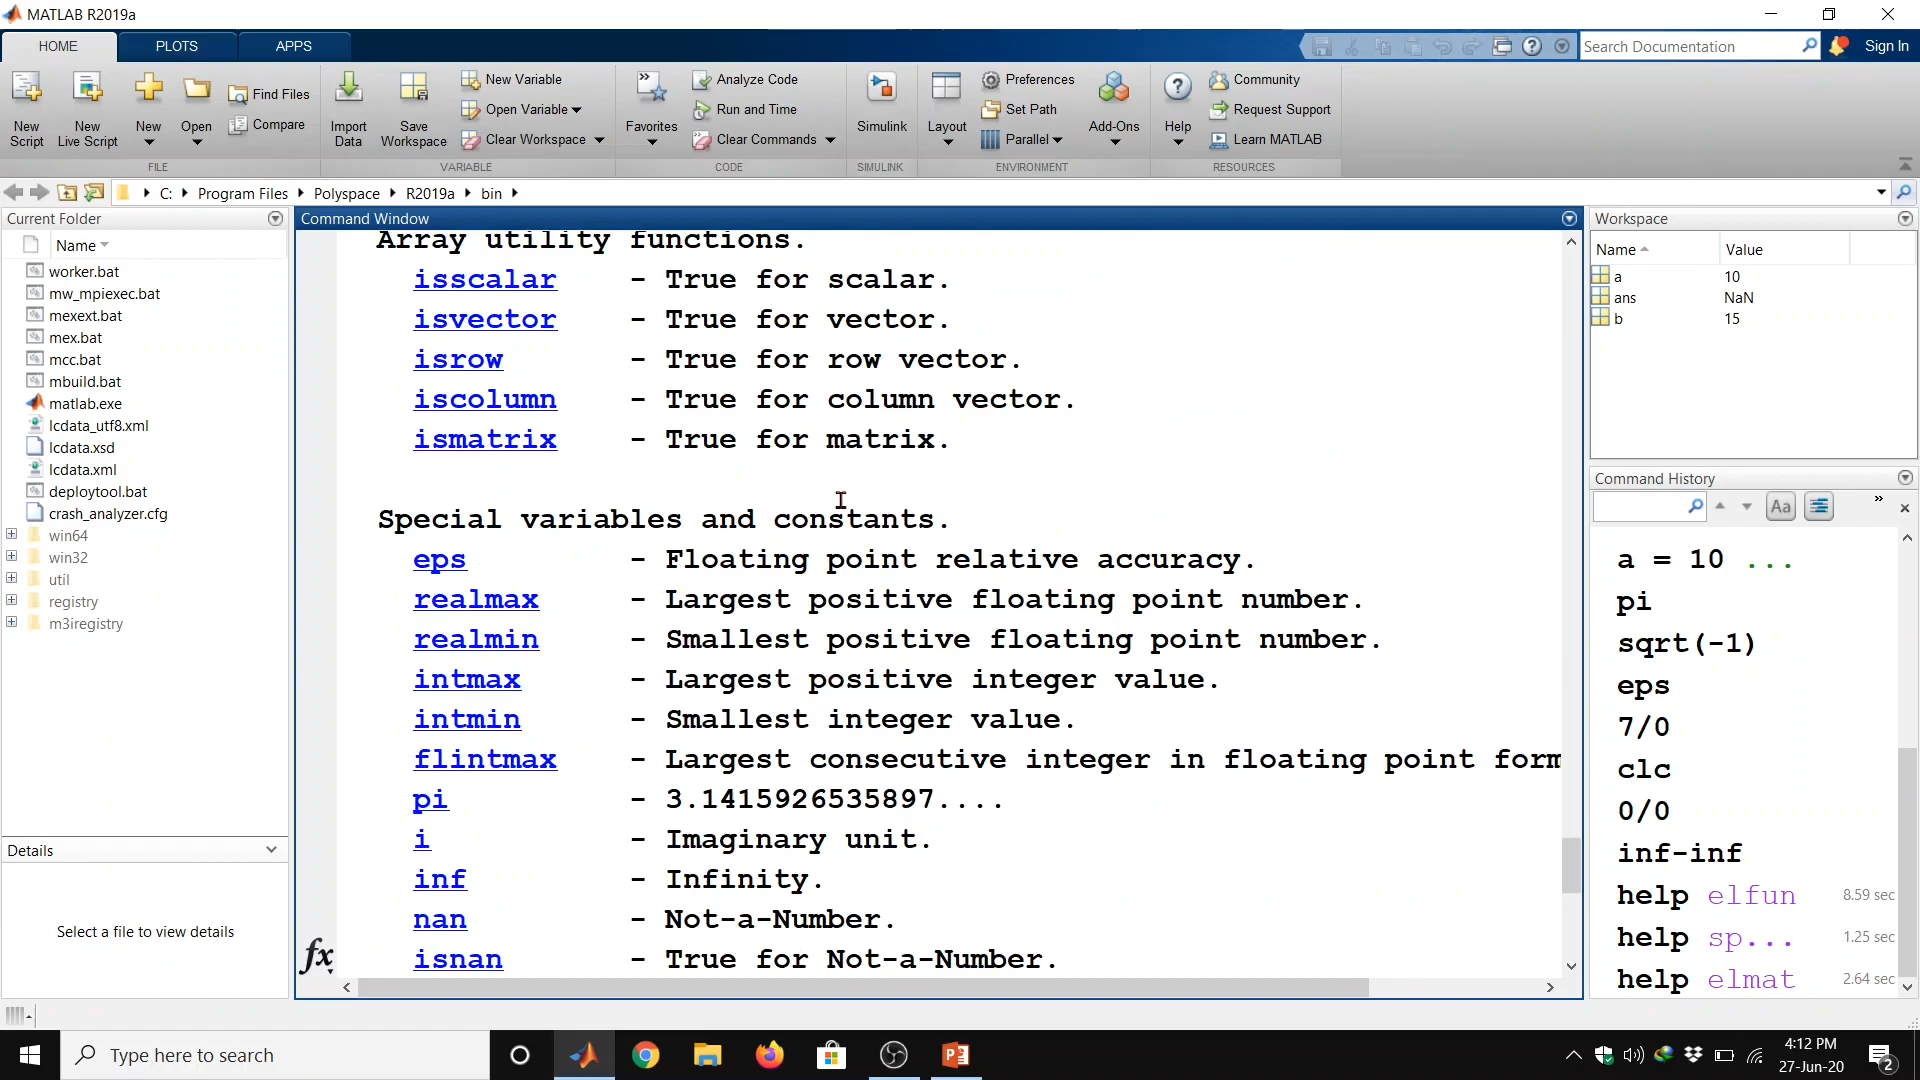 MATLAB R2019a
HOME PLOTS APPS
Search Documentation
Sign In
New Script
New Live Script
New
Open
Find Files
Compare
FILE
Import Data
Save Workspace
New Variable
Open Variable
Clear Workspace
VARIABLE
Favorites
Analyze Code
Run and Time
Clear Commands
CODE
Simulink
SIMULINK
Layout
Preferences
Set Path
Parallel
Add-Ons
ENVIRONMENT
Help
Community
Request Support
Learn MATLAB
RESOURCES
C: Program Files Polyspace R2019a bin
Current Folder
Name
worker.bat
mw_mpiexec.bat
mexext.bat
mex.bat
mcc.bat
mbuild.bat
matlab.exe
lcdata_utf8.xml
lcdata.xsd
lcdata.xml
deploytool.bat
crash_analyzer.cfg
win64
win32
util
registry
m3iregistry
Details
Select a file to view details
Command Window
Array utility functions.
isscalar - True for scalar.
isvector - True for vector.
isrow - True for row vector.
iscolumn - True for column vector.
ismatrix - True for matrix.
Special variables and constants.
eps - Floating point relative accuracy.
realmax - Largest positive floating point number.
realmin - Smallest positive floating point number.
intmax - Largest positive integer value.
intmin - Smallest integer value.
flintmax - Largest consecutive integer in floating point form
pi - 3.1415926535897....
i - Imaginary unit.
inf - Infinity.
nan - Not-a-Number.
isnan - True for Not-a-Number.
fx
Workspace
Name Value
a 10
ans NaN
b 15
Command History
Aa
a = 10 ...
pi
sqrt(-1)
eps
7/0
clc
0/0
inf-inf
help elfun 8.59 sec
help sp... 1.25 sec
help elmat 2.64 sec
Type here to search
4:12 PM
27-Jun-20
2